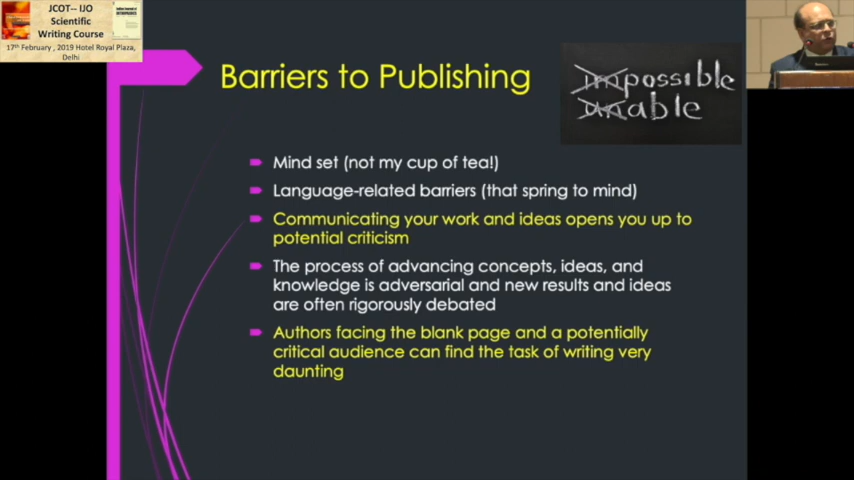 JCOT-- IJO
Scientific
Writing Course
17th February , 2019 Hotel Royal Plaza,
Delhi
Barriers to Publishing
impossible
unable
Mind set (not my cup of tea!)
Language-related barriers (that spring to mind)
Communicating your work and ideas opens you up to
potential criticism
The process of advancing concepts, ideas, and
knowledge is adversarial and new results and ideas
are often rigorously debated
Authors facing the blank page and a potentially
critical audience can find the task of writing very
daunting